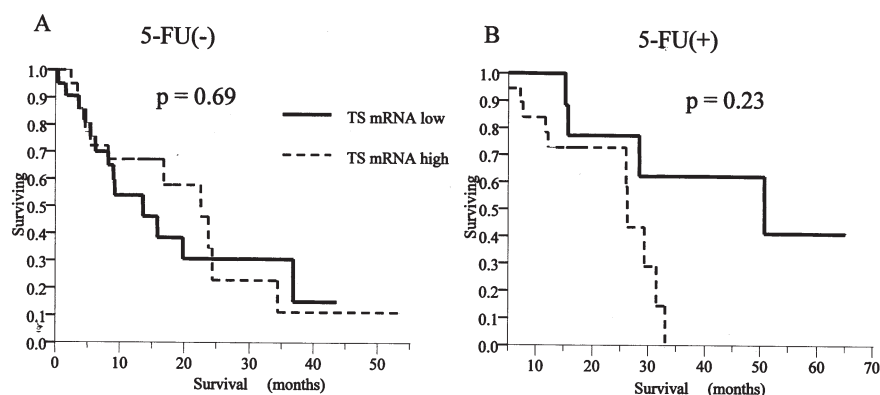 A
5-FU(-)
p = 0.69
TS mRNA low
TS mRNA high
Surviving
1.0
0.9
0.8
0.7
0.6
0.5
0.4
0.3
0.2
0.1
0.0
0 10 20 30 40 50
Survival (months)
B
5-FU(+)
p = 0.23
Surviving
1.0
0.9
0.8
0.7
0.6
0.5
0.4
0.3
0.2
0.1
0.0
10 20 30 40 50 60 70
Survival (months)